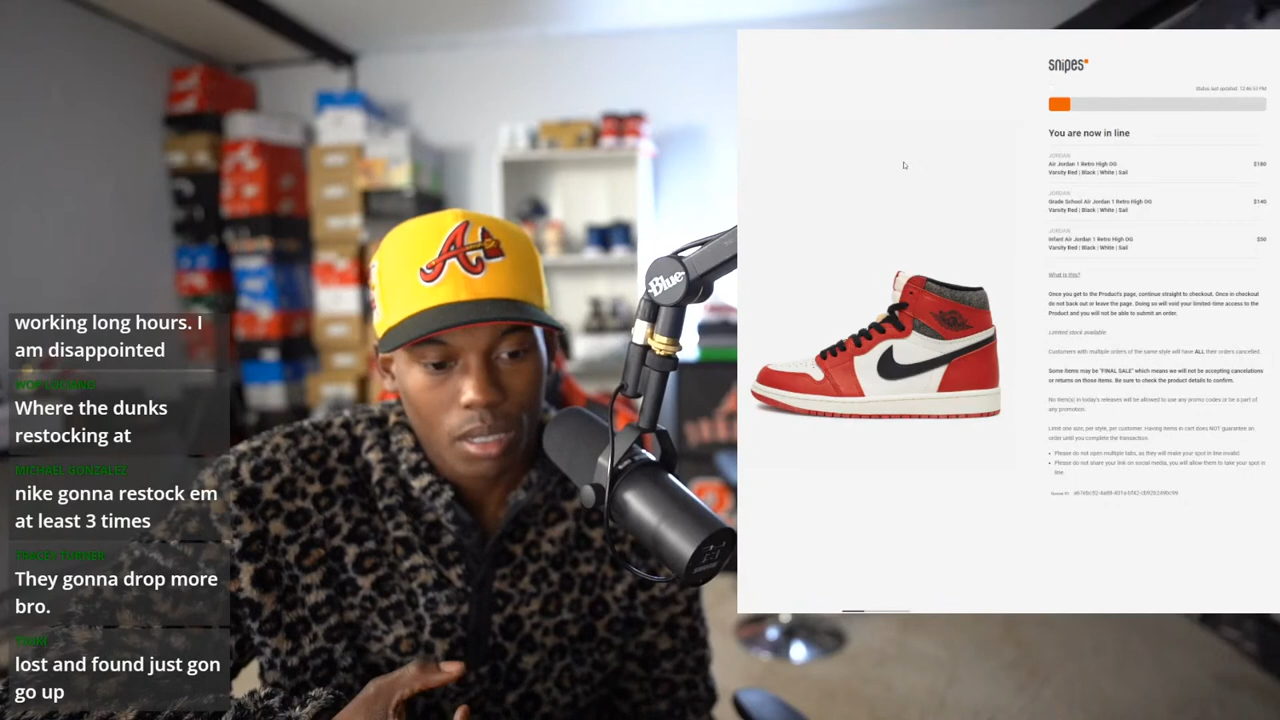 working long hours. I
am disappointed
Where the dunks
restocking at
MICHAEL GONZALEZ
nike gonna restock em
at least 3 times
TRACEY TURNER
They gonna drop more
bro.
lost and found just gon
go up
A
Blue
snipes
Status last updated: 12:46:53 PM
You are now in line
JORDAN
Air Jordan 1 Retro High OG $180
Varsity Red | Black | White | Sail
JORDAN
Grade School Air Jordan 1 Retro High OG $140
Varsity Red | Black | White | Sail
JORDAN
Infant Air Jordan 1 Retro High OG $50
Varsity Red | Black | White | Sail
What is this?
Once you get to the Product's page, continue straight to checkout. Once in checkout
do not back out or leave the page. Doing so will void your limited-time access to the
Product and you will not be able to submit an order.
Limited stock available.
Customers with multiple orders of the same style will have ALL their orders cancelled.
Some items may be "FINAL SALE" which means we will not be accepting cancelations
or returns on those items. Be sure to check the product details to confirm.
No item(s) in today's releases will be allowed to use any promo codes or be a part of
any promotion.
Limit one size, per style, per customer. Having items in cart does NOT guarantee an
order until you complete the transaction.
• Please do not open multiple tabs, as they will make your spot in line invalid.
• Please do not share your link on social media, you will allow them to take your spot in
line.